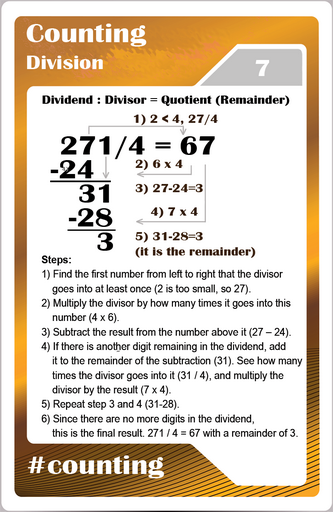 Counting
Division
7
Dividend : Divisor = Quotient (Remainder)
1) 2 < 4, 27/4
271/4 = 67
-24
2) 6 x 4
31
3) 27-24=3
-28
4) 7 x 4
3
5) 31-28=3
(it is the remainder)
Steps:
1) Find the first number from left to right that the divisor
goes into at least once (2 is too small, so 27).
2) Multiply the divisor by how many times it goes into this
number (4 x 6).
3) Subtract the result from the number above it (27 – 24).
4) If there is another digit remaining in the dividend, add
it to the remainder of the subtraction (31). See how many
times the divisor goes into it (31 / 4), and multiply the
divisor by the result (7 x 4).
5) Repeat step 3 and 4 (31-28).
6) Since there are no more digits in the dividend,
this is the final result. 271 / 4 = 67 with a remainder of 3.
#counting